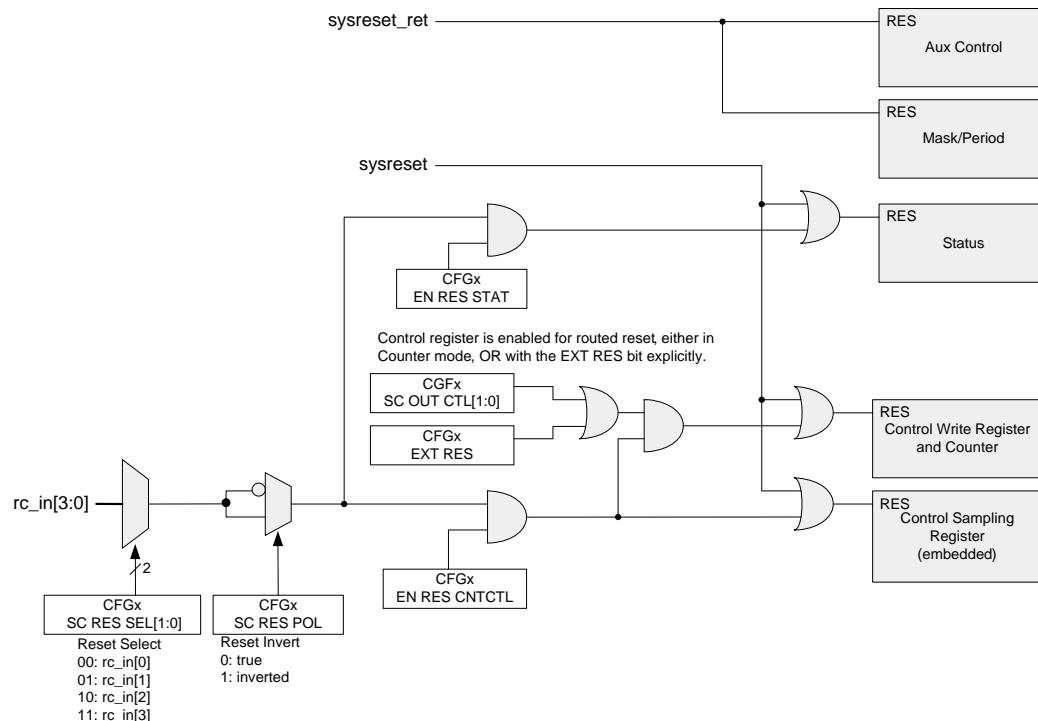 sysreset_ret
RES
Aux Control
RES
Mask/Period
sysreset
RES
Status
CFGx
EN RES STAT
Control register is enabled for routed reset, either in
Counter mode, OR with the EXT RES bit explicitly.
CGFx
SC OUT CTL[1:0]
CFGx
EXT RES
RES
Control Write Register
and Counter
rc_in[3:0]
RES
Control Sampling
Register
(embedded)
2
CFGx
EN RES CNTCTL
CFGx
SC RES SEL[1:0]
CFGx
SC RES POL
Reset Select
00: rc_in[0]
01: rc_in[1]
10: rc_in[2]
11: rc_in[3]
Reset Invert
0: true
1: inverted